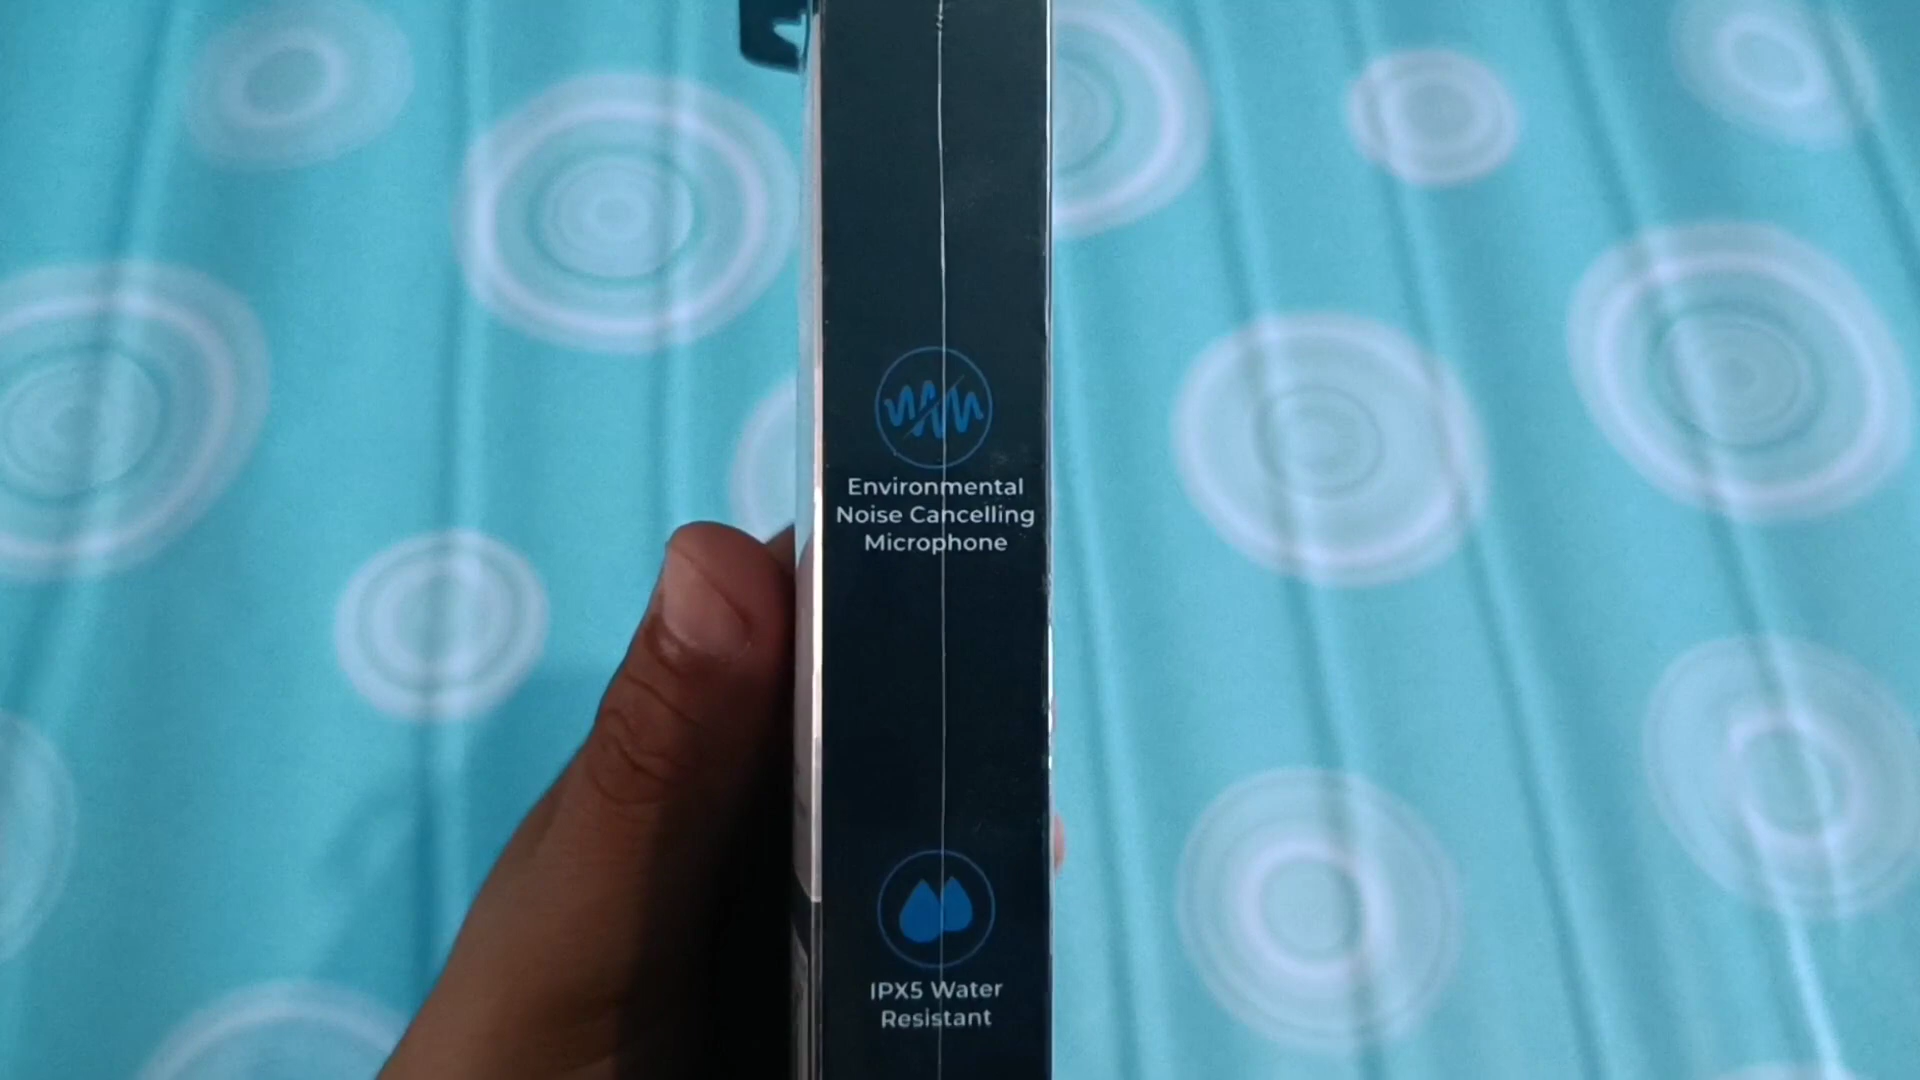 Environmental
Noise Cancelling
Microphone
IPX5 Water
Resistant